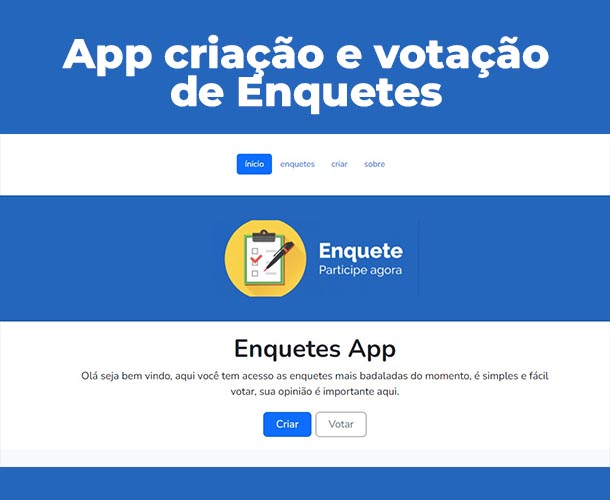 App criação e votação
de Enquetes
ínicio enquetes criar sobre
Enquete
Participe agora
Enquetes App
Olá seja bem vindo, aqui você tem acesso as enquetes mais badaladas do momento, é simples e fácil
votar, sua opinião é importante aqui.
Criar Votar